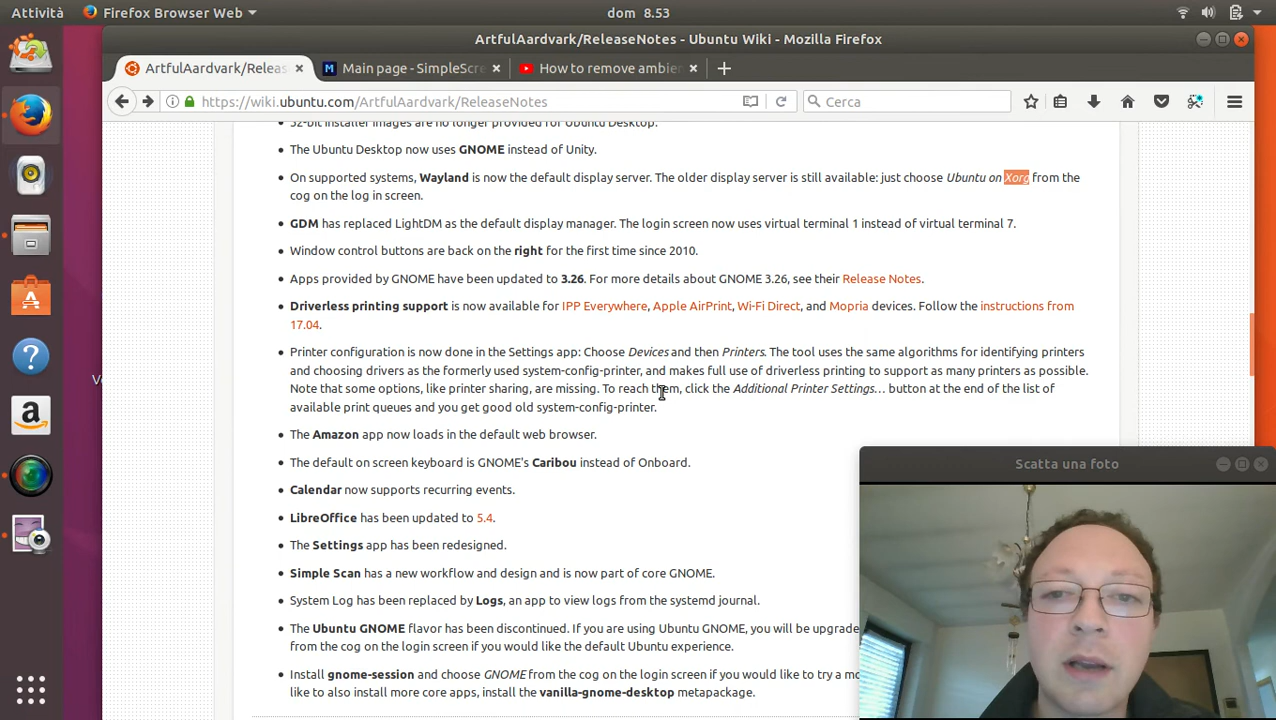 Attività Firefox Browser Web dom 8.53
ArtfulAardvark/ReleaseNotes - Ubuntu Wiki - Mozilla Firefox
ArtfulAardvark/Releas Main page - SimpleScre How to remove ambien
https://wiki.ubuntu.com/ArtfulAardvark/ReleaseNotes Cerca
32-bit installer images are no longer provided for Ubuntu Desktop.
The Ubuntu Desktop now uses GNOME instead of Unity.
On supported systems, Wayland is now the default display server. The older display server is still available: just choose Ubuntu on Xorg from the
cog on the log in screen.
GDM has replaced LightDM as the default display manager. The login screen now uses virtual terminal 1 instead of virtual terminal 7.
Window control buttons are back on the right for the first time since 2010.
Apps provided by GNOME have been updated to 3.26. For more details about GNOME 3.26, see their Release Notes.
Driverless printing support is now available for IPP Everywhere, Apple AirPrint, Wi-Fi Direct, and Mopria devices. Follow the instructions from
17.04.
Printer configuration is now done in the Settings app: Choose Devices and then Printers. The tool uses the same algorithms for identifying printers
and choosing drivers as the formerly used system-config-printer, and makes full use of driverless printing to support as many printers as possible.
Note that some options, like printer sharing, are missing. To reach them, click the Additional Printer Settings… button at the end of the list of
available print queues and you get good old system-config-printer.
The Amazon app now loads in the default web browser.
The default on screen keyboard is GNOME's Caribou instead of Onboard.
Scatta una foto
Calendar now supports recurring events.
LibreOffice has been updated to 5.4.
The Settings app has been redesigned.
Simple Scan has a new workflow and design and is now part of core GNOME.
System Log has been replaced by Logs, an app to view logs from the systemd journal.
The Ubuntu GNOME flavor has been discontinued. If you are using Ubuntu GNOME, you will be upgrade
from the cog on the login screen if you would like the default Ubuntu experience.
Install gnome-session and choose GNOME from the cog on the login screen if you would like to try a mo
like to also install more core apps, install the vanilla-gnome-desktop metapackage.